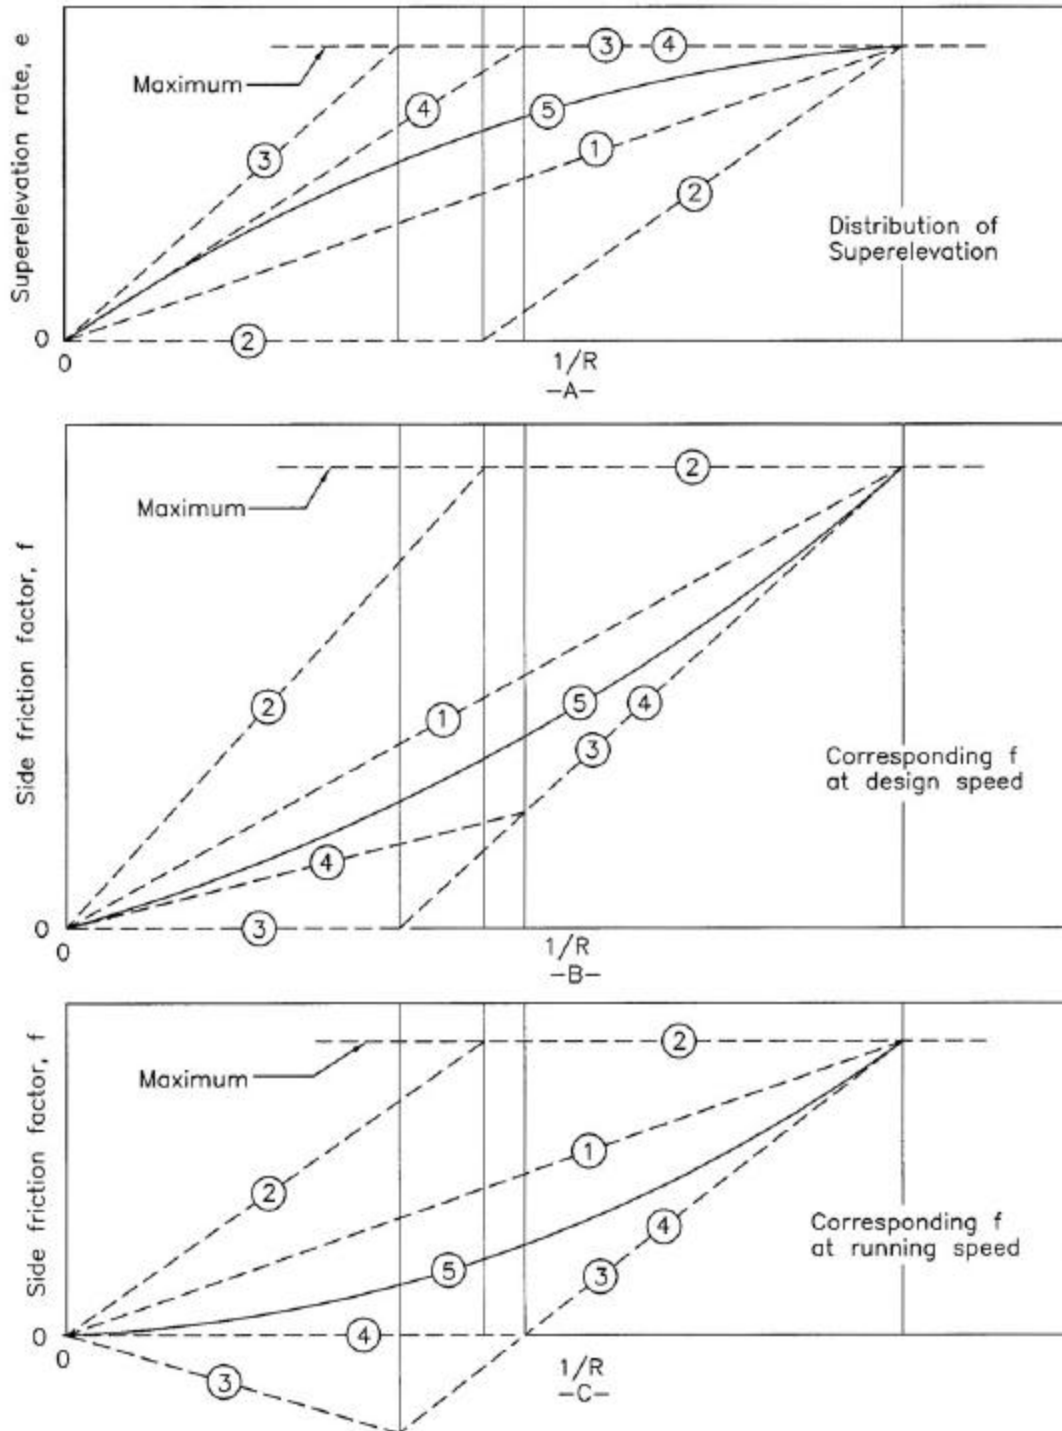 Superelevation rate, e
Maximum
③ ④
④
⑤
③
①
②
Distribution of
Superelevation
②
0
0
1/R
–A–
Side friction factor, f
②
Maximum
②
①
⑤
④
③
Corresponding f
at design speed
④
③
0
0
1/R
–B–
Side friction factor, f
②
Maximum
①
②
④
Corresponding f
at running speed
⑤
③
④
0
0
③
1/R
–C–